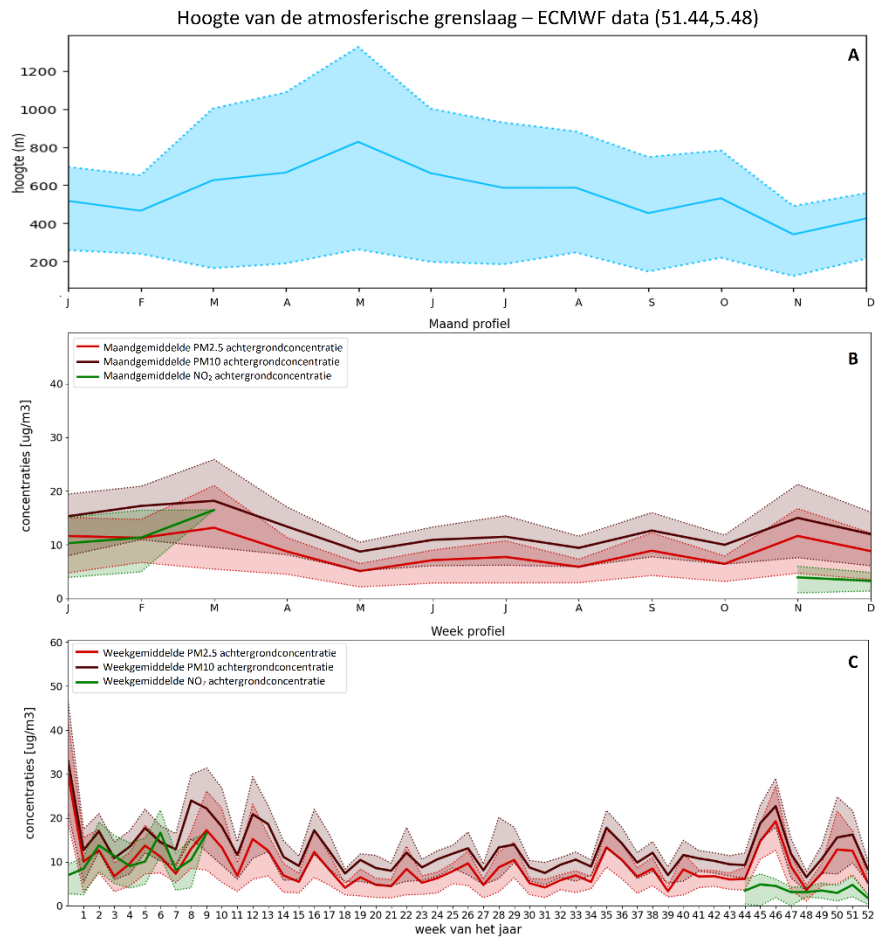 Hoogte van de atmosferische grenslaag – ECMWF data (51.44,5.48)
A
1200
1000
800
600
400
200
hoogte (m)
J F M A M J J A S O N D
Maand profiel
B
Maandgemiddelde PM2.5 achtergrondconcentratie
Maandgemiddelde PM10 achtergrondconcentratie
Maandgemiddelde NO₂ achtergrondconcentratie
40
30
20
10
0
concentraties [ug/m3]
J F M A M J J A S O N D
Week profiel
C
Weekgemiddelde PM2.5 achtergrondconcentratie
Weekgemiddelde PM10 achtergrondconcentratie
Weekgemiddelde NO₂ achtergrondconcentratie
60
50
40
30
20
10
0
concentraties [ug/m3]
1 2 3 4 5 6 7 8 9 10 11 12 13 14 15 16 17 18 19 20 21 22 23 24 25 26 27 28 29 30 31 32 33 34 35 36 37 38 39 40 41 42 43 44 45 46 47 48 49 50 51 52
week van het jaar